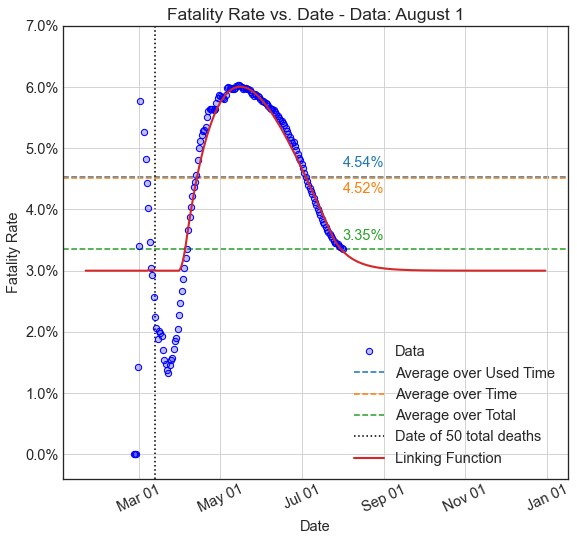 Fatality Rate vs. Date - Data: August 1
7.0%
6.0%
5.0%
4.0%
3.0%
2.0%
1.0%
0.0%
Fatality Rate
4.54%
4.52%
3.35%
Data
Average over Used Time
Average over Time
Average over Total
Date of 50 total deaths
Linking Function
Mar 01
May 01
Jul 01
Sep 01
Nov 01
Jan 01
Date